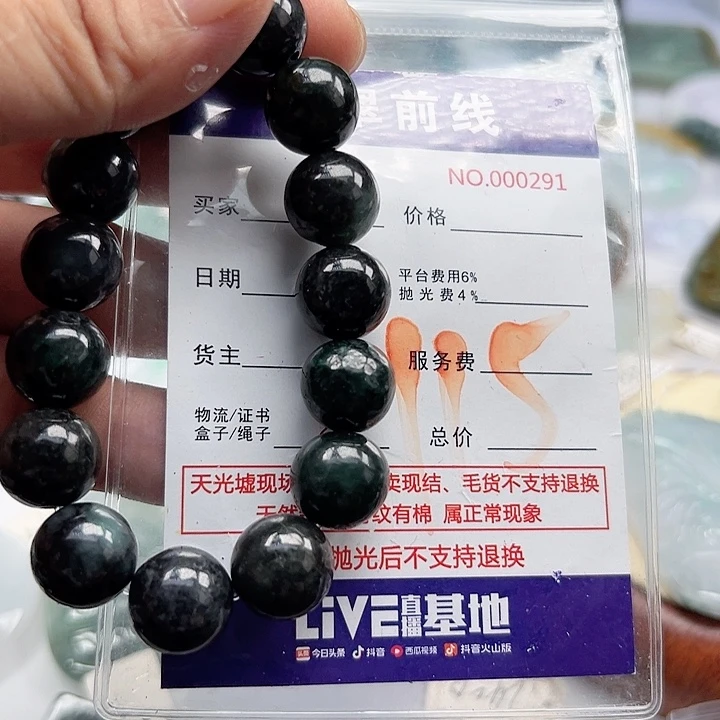 翠前线
NO.000291
买家 价格
日期 平台费用6%
抛光费4%
货主 服务费
物流/证书
盒子/绳子 总价
天光墟现场 卖现结、毛货不支持退换
天然 纹有棉 属正常现象
抛光后不支持退换
LiVE直播基地
头条 今日头条 抖音 西瓜视频 抖音火山版